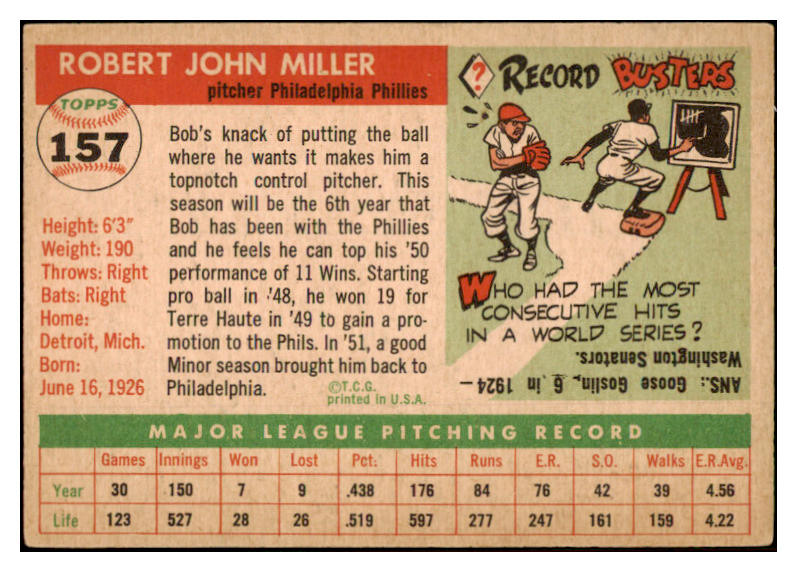 ROBERT JOHN MILLER
pitcher Philadelphia Phillies
TOPPS
157
Height: 6'3"
Weight: 190
Throws: Right
Bats: Right
Home:
Detroit, Mich.
Born:
June 16, 1926
Bob's knack of putting the ball
where he wants it makes him a
topnotch control pitcher. This
season will be the 6th year that
Bob has been with the Phillies
and he feels he can top his '50
performance of 11 Wins. Starting
pro ball in '48, he won 19 for
Terre Haute in '49 to gain a pro-
motion to the Phils. In '51, a good
Minor season brought him back to
Philadelphia.
©T.C.G.
printed in U.S.A.
? RECORD BUSTERS
WHO HAD THE MOST
CONSECUTIVE HITS
IN A WORLD SERIES?
ANS.: Goose Goslin, 6 in 1924—
Washington Senators.
MAJOR LEAGUE PITCHING RECORD
Games Innings Won Lost Pct: Hits Runs E.R. S.O. Walks E.R.Avg.
Year 30 150 7 9 .438 176 84 76 42 39 4.56
Life 123 527 28 26 .519 597 277 247 161 159 4.22